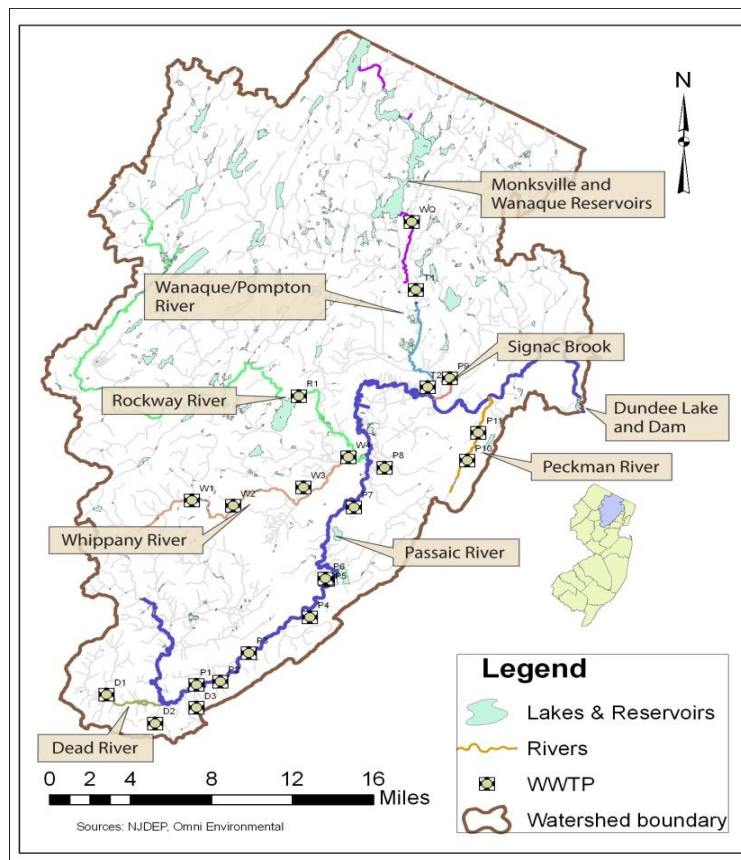 N
Monksville and
Wanaque Reservoirs
WQ
Wanaque/Pompton
River
T1
Signac Brook
P9
T2
Rockway River
R1
Dundee Lake
and Dam
P11
W4
P8
P10
Peckman River
W3
W1
W2
P7
Whippany River
Passaic River
P6
P5
P4
P3
P1
P2
D1
D3
D2
Dead River
Legend
Lakes & Reservoirs
Rivers
WWTP
Watershed boundary
0 2 4 8 12 16
Miles
Sources: NJDEP, Omni Environmental